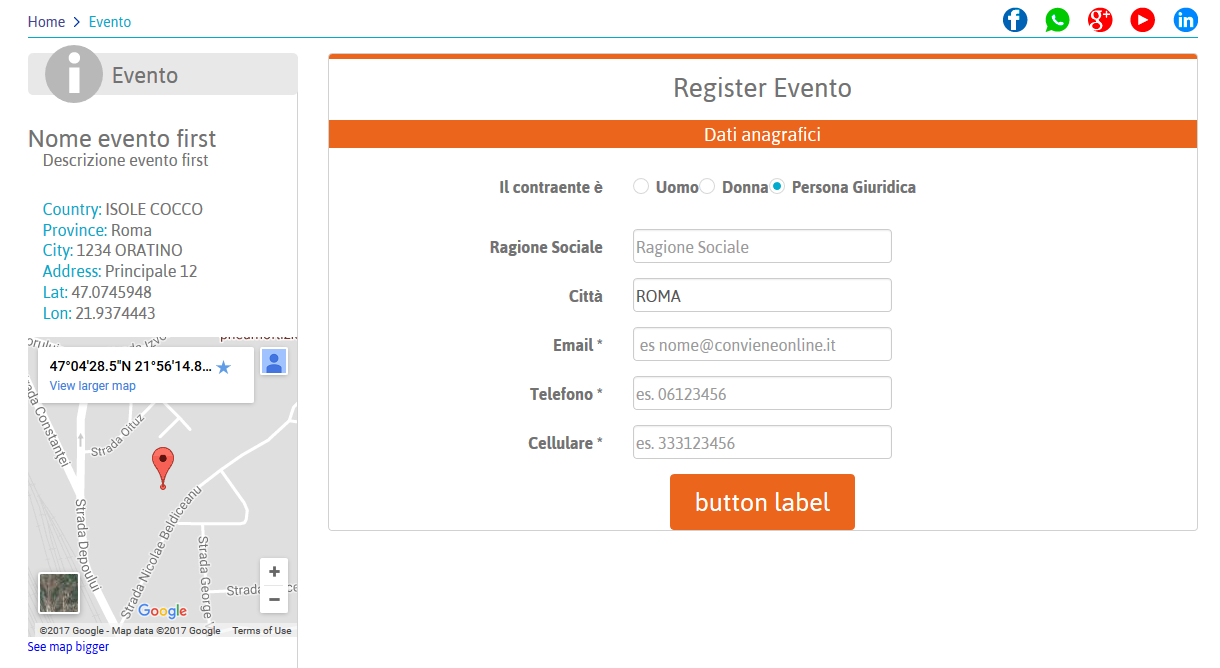 Home > Evento
f
g+
in
i Evento
Nome evento first
Descrizione evento first
Country: ISOLE COCCO
Province: Roma
City: 1234 ORATINO
Address: Principale 12
Lat: 47.0745948
Lon: 21.9374443
47°04'28.5"N 21°56'14.8...
View larger map
Strada Oituz
Strada Depoului
Strada Nicolae Beldiceanu
Strada George
Strada
+
−
Google
©2017 Google - Map data ©2017 Google Terms of Use
See map bigger
Register Evento
Dati anagrafici
Il contraente è Uomo Donna Persona Giuridica
Ragione Sociale Ragione Sociale
Città ROMA
Email * es nome@convieneonline.it
Telefono * es. 06123456
Cellulare * es. 333123456
button label